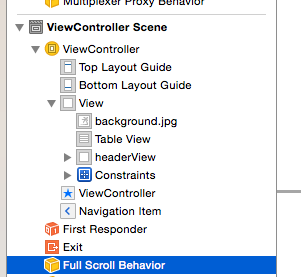 Multiplexer Proxy Behavior
ViewController Scene
ViewController
Top Layout Guide
Bottom Layout Guide
View
background.jpg
Table View
headerView
Constraints
ViewController
Navigation Item
First Responder
Exit
Full Scroll Behavior